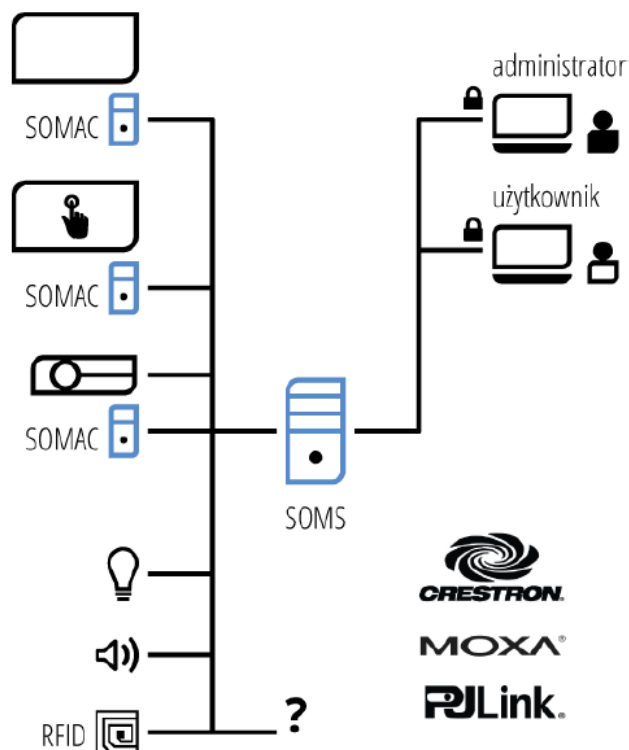 administrator
SOMAC
użytkownik
SOMAC
SOMAC
SOMS
CRESTRON.
MOXA®
PJLink.
RFID
?